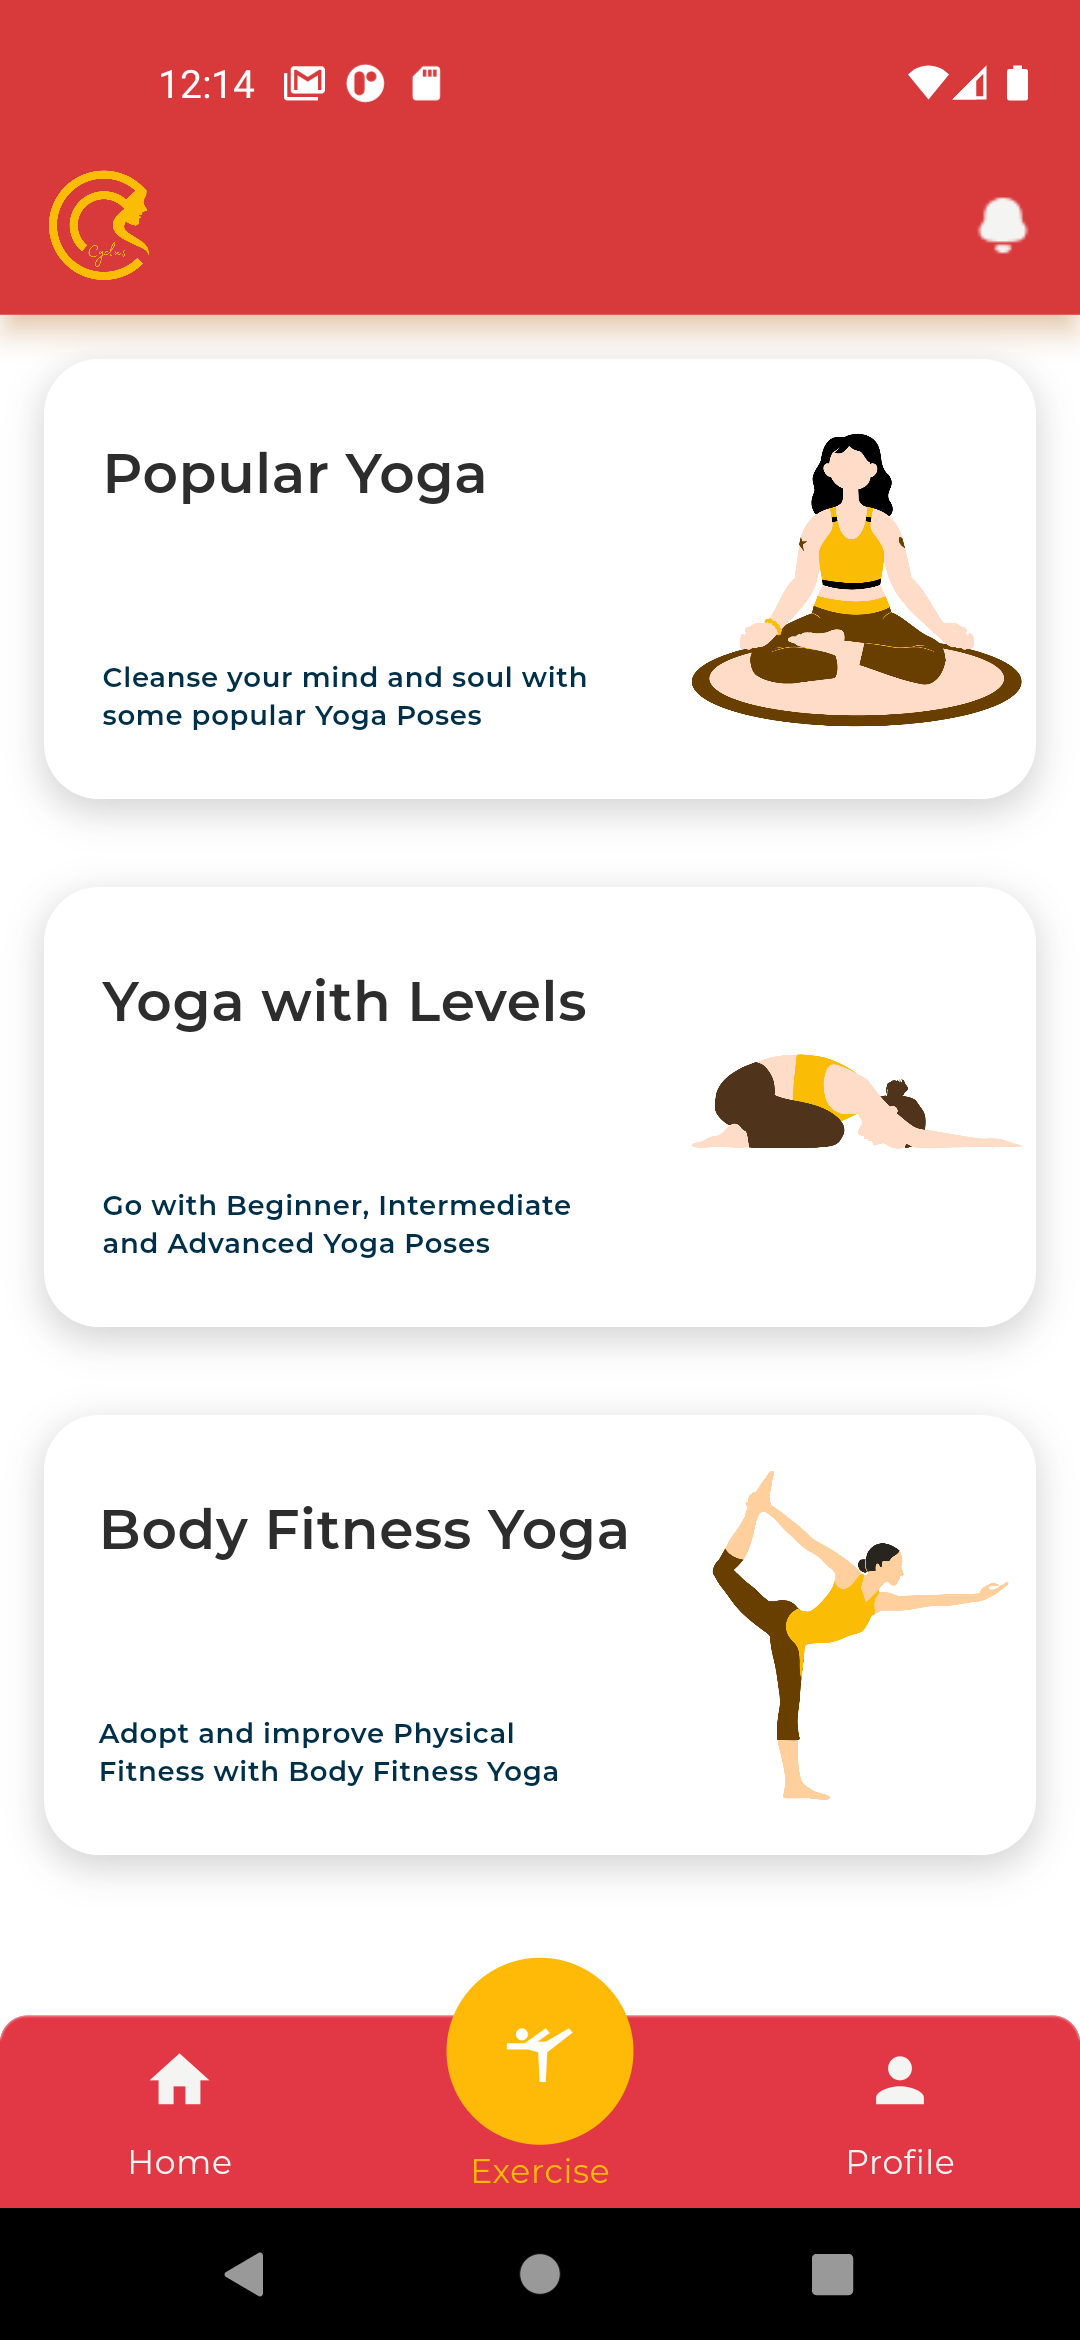 12:14
Cyclus
Popular Yoga
Cleanse your mind and soul with
some popular Yoga Poses
Yoga with Levels
Go with Beginner, Intermediate
and Advanced Yoga Poses
Body Fitness Yoga
Adopt and improve Physical
Fitness with Body Fitness Yoga
Home
Exercise
Profile